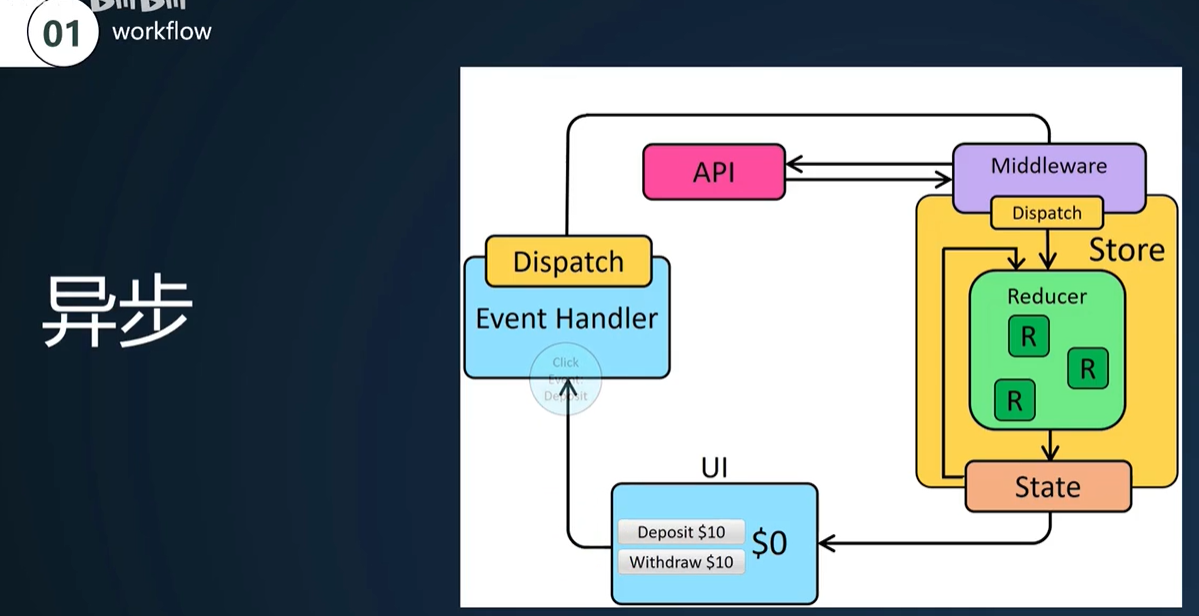 01
workflow
异步
API
Middleware
Dispatch
Store
Dispatch
Event Handler
Reducer
R
R
R
Click
Event:
Deposit
State
UI
Deposit $10
$0
Withdraw $10